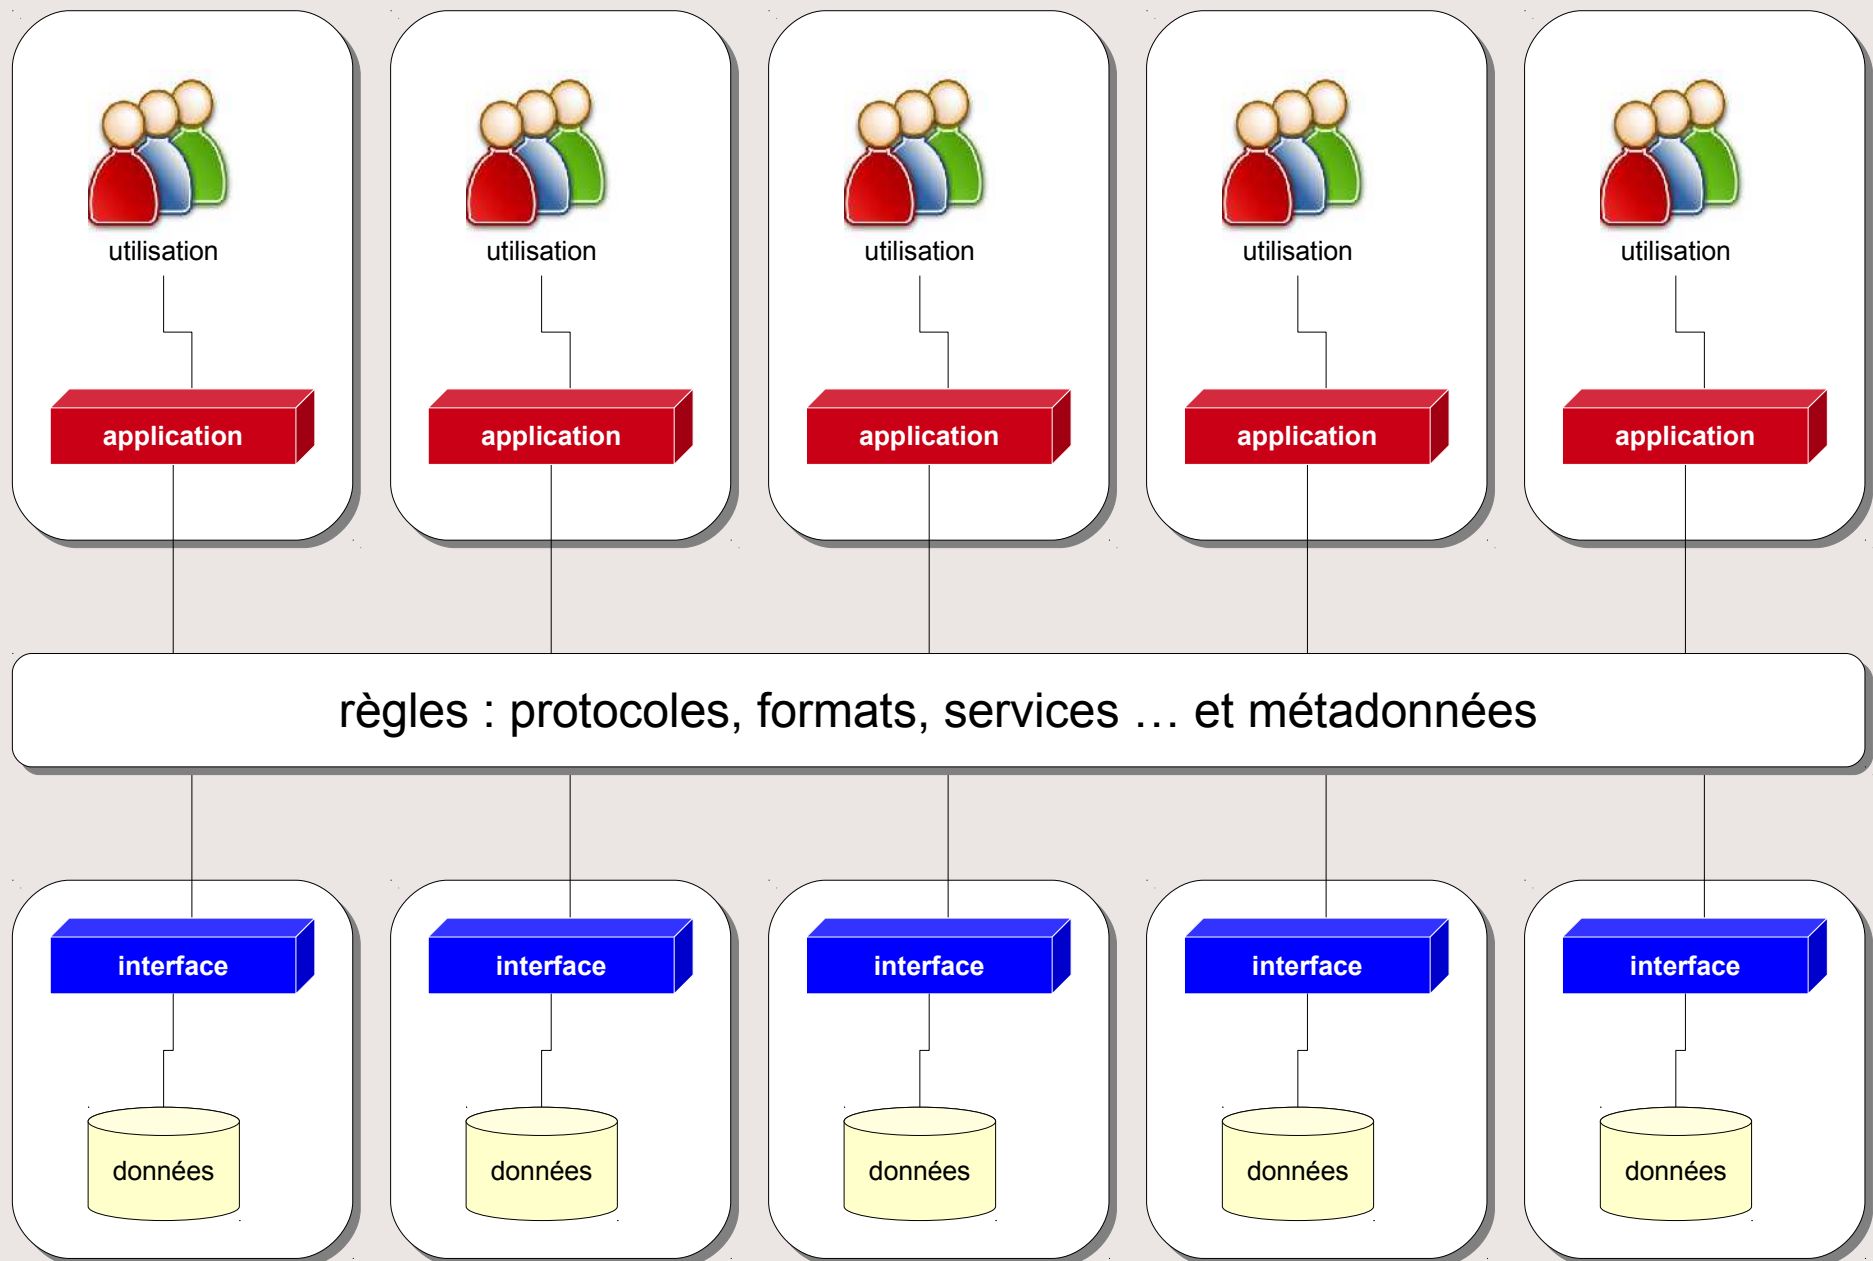 utilisation
utilisation
utilisation
utilisation
utilisation
application
application
application
application
application
règles : protocoles, formats, services … et métadonnées
interface
interface
interface
interface
interface
données
données
données
données
données